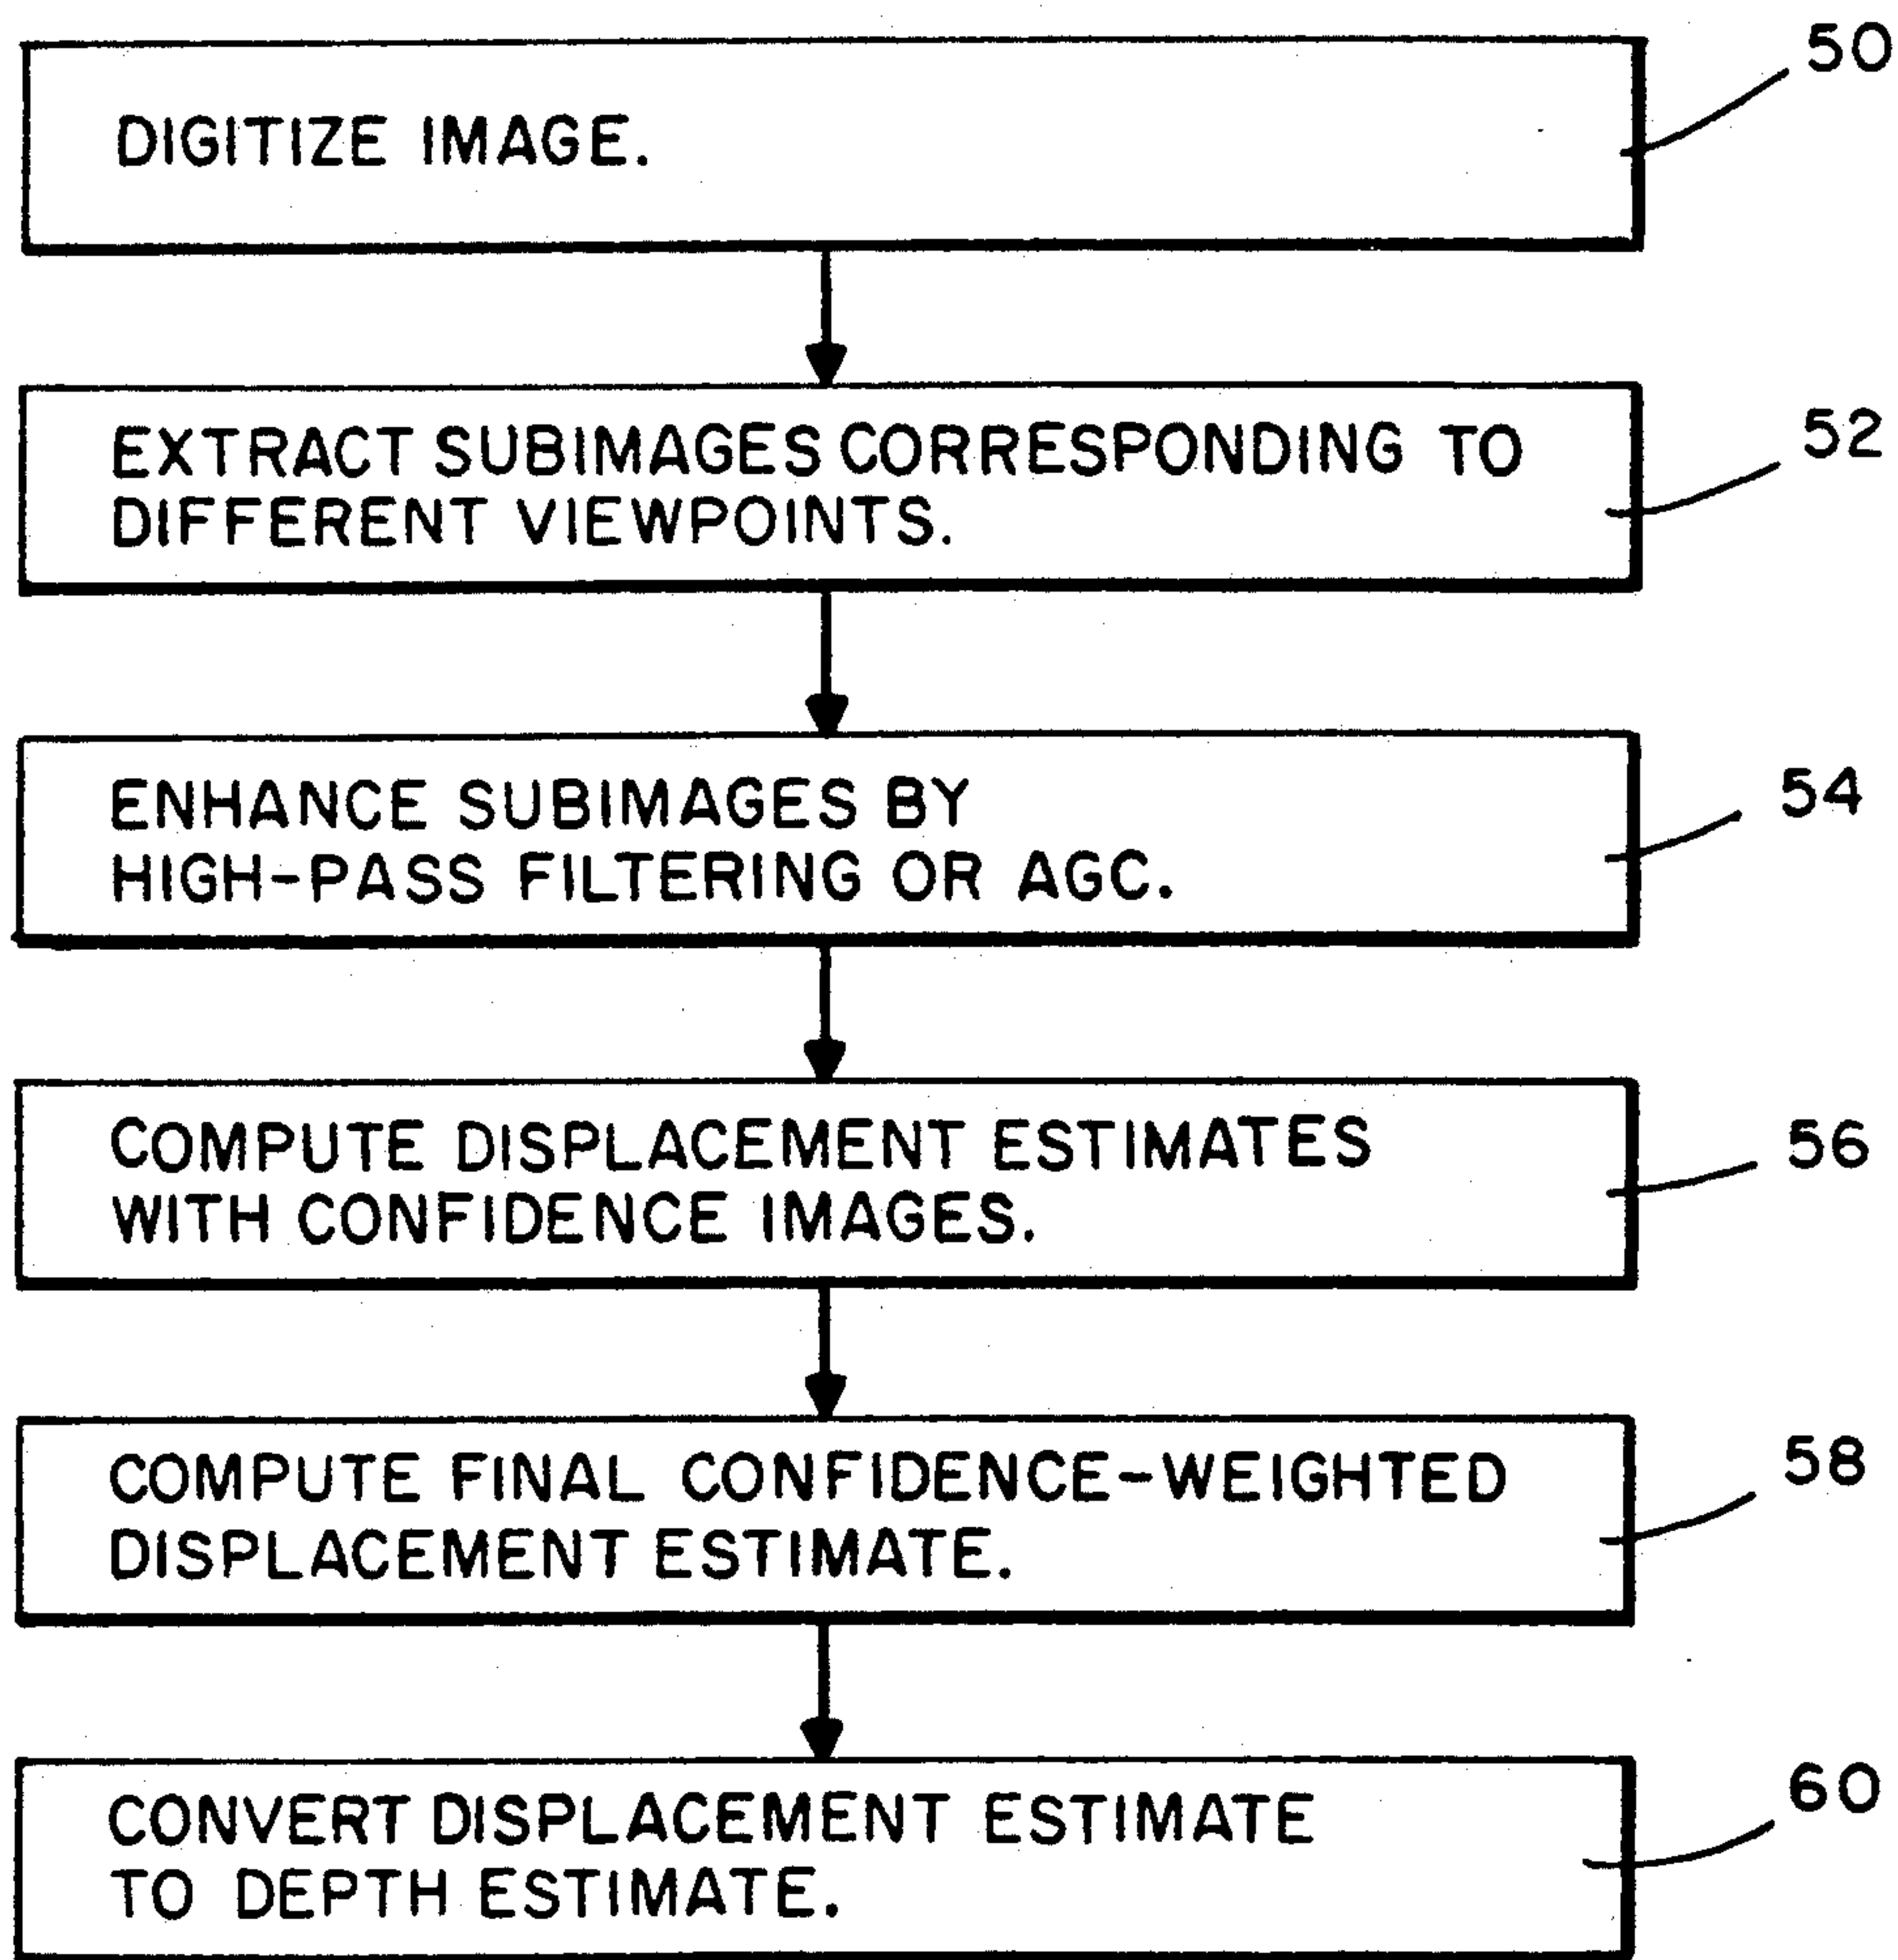 50
DIGITIZE IMAGE.
52
EXTRACT SUBIMAGES CORRESPONDING TO
DIFFERENT VIEWPOINTS.
54
ENHANCE SUBIMAGES BY
HIGH-PASS FILTERING OR AGC.
56
COMPUTE DISPLACEMENT ESTIMATES
WITH CONFIDENCE IMAGES.
58
COMPUTE FINAL CONFIDENCE-WEIGHTED
DISPLACEMENT ESTIMATE.
60
CONVERT DISPLACEMENT ESTIMATE
TO DEPTH ESTIMATE.